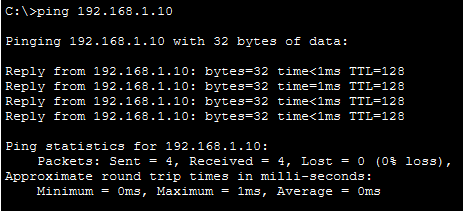 C:\>ping 192.168.1.10
Pinging 192.168.1.10 with 32 bytes of data:
Reply from 192.168.1.10: bytes=32 time<1ms TTL=128
Reply from 192.168.1.10: bytes=32 time=1ms TTL=128
Reply from 192.168.1.10: bytes=32 time<1ms TTL=128
Reply from 192.168.1.10: bytes=32 time<1ms TTL=128
Ping statistics for 192.168.1.10:
    Packets: Sent = 4, Received = 4, Lost = 0 (0% loss),
Approximate round trip times in milli-seconds:
    Minimum = 0ms, Maximum = 1ms, Average = 0ms